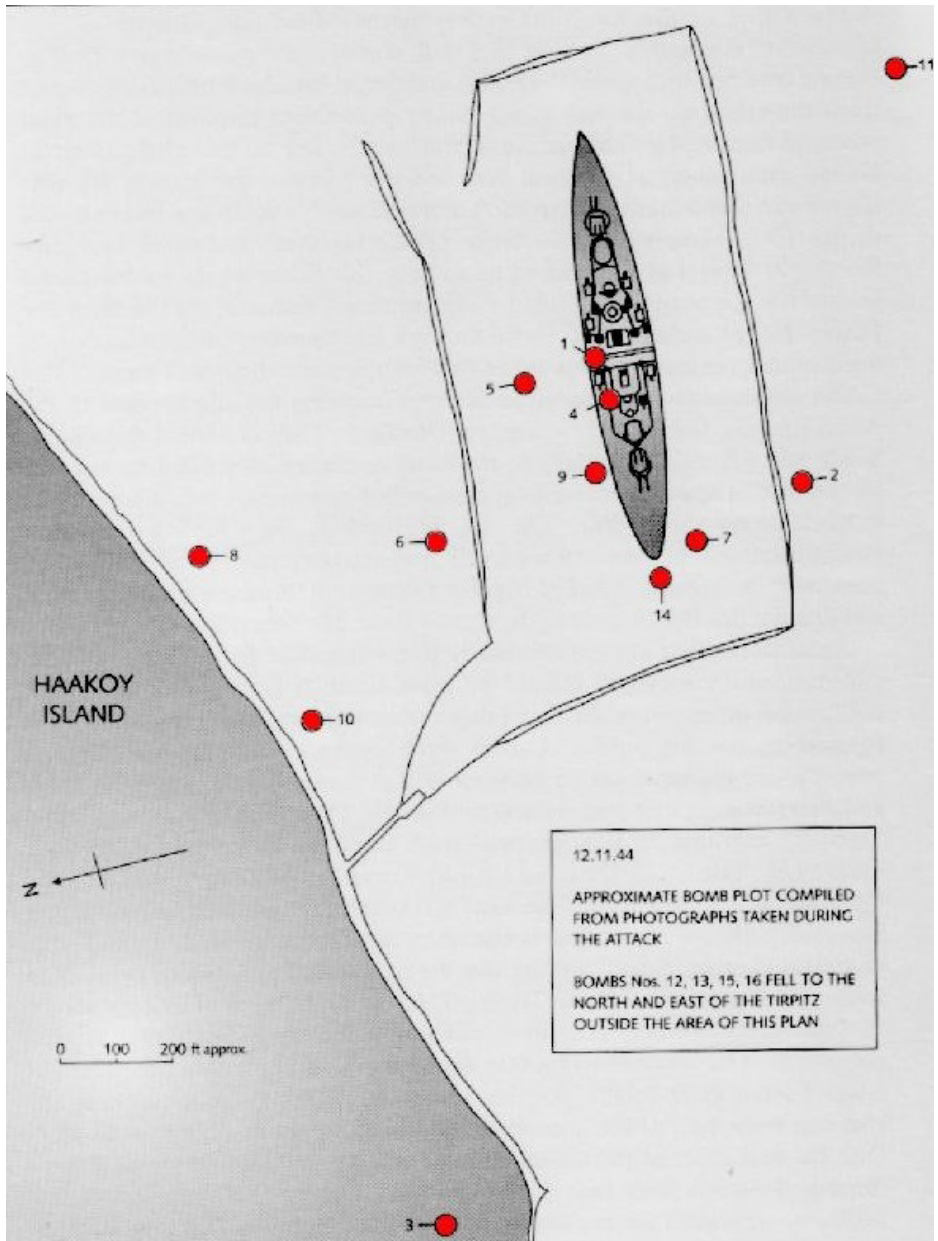 11
1
5
4
9
2
6
7
8
14
HAAKOY
ISLAND
10
N
12.11.44
APPROXIMATE BOMB PLOT COMPILED
FROM PHOTOGRAPHS TAKEN DURING
THE ATTACK
BOMBS Nos. 12, 13, 15, 16 FELL TO THE
NORTH AND EAST OF THE TIRPITZ
OUTSIDE THE AREA OF THIS PLAN
0 100 200 ft approx.
3